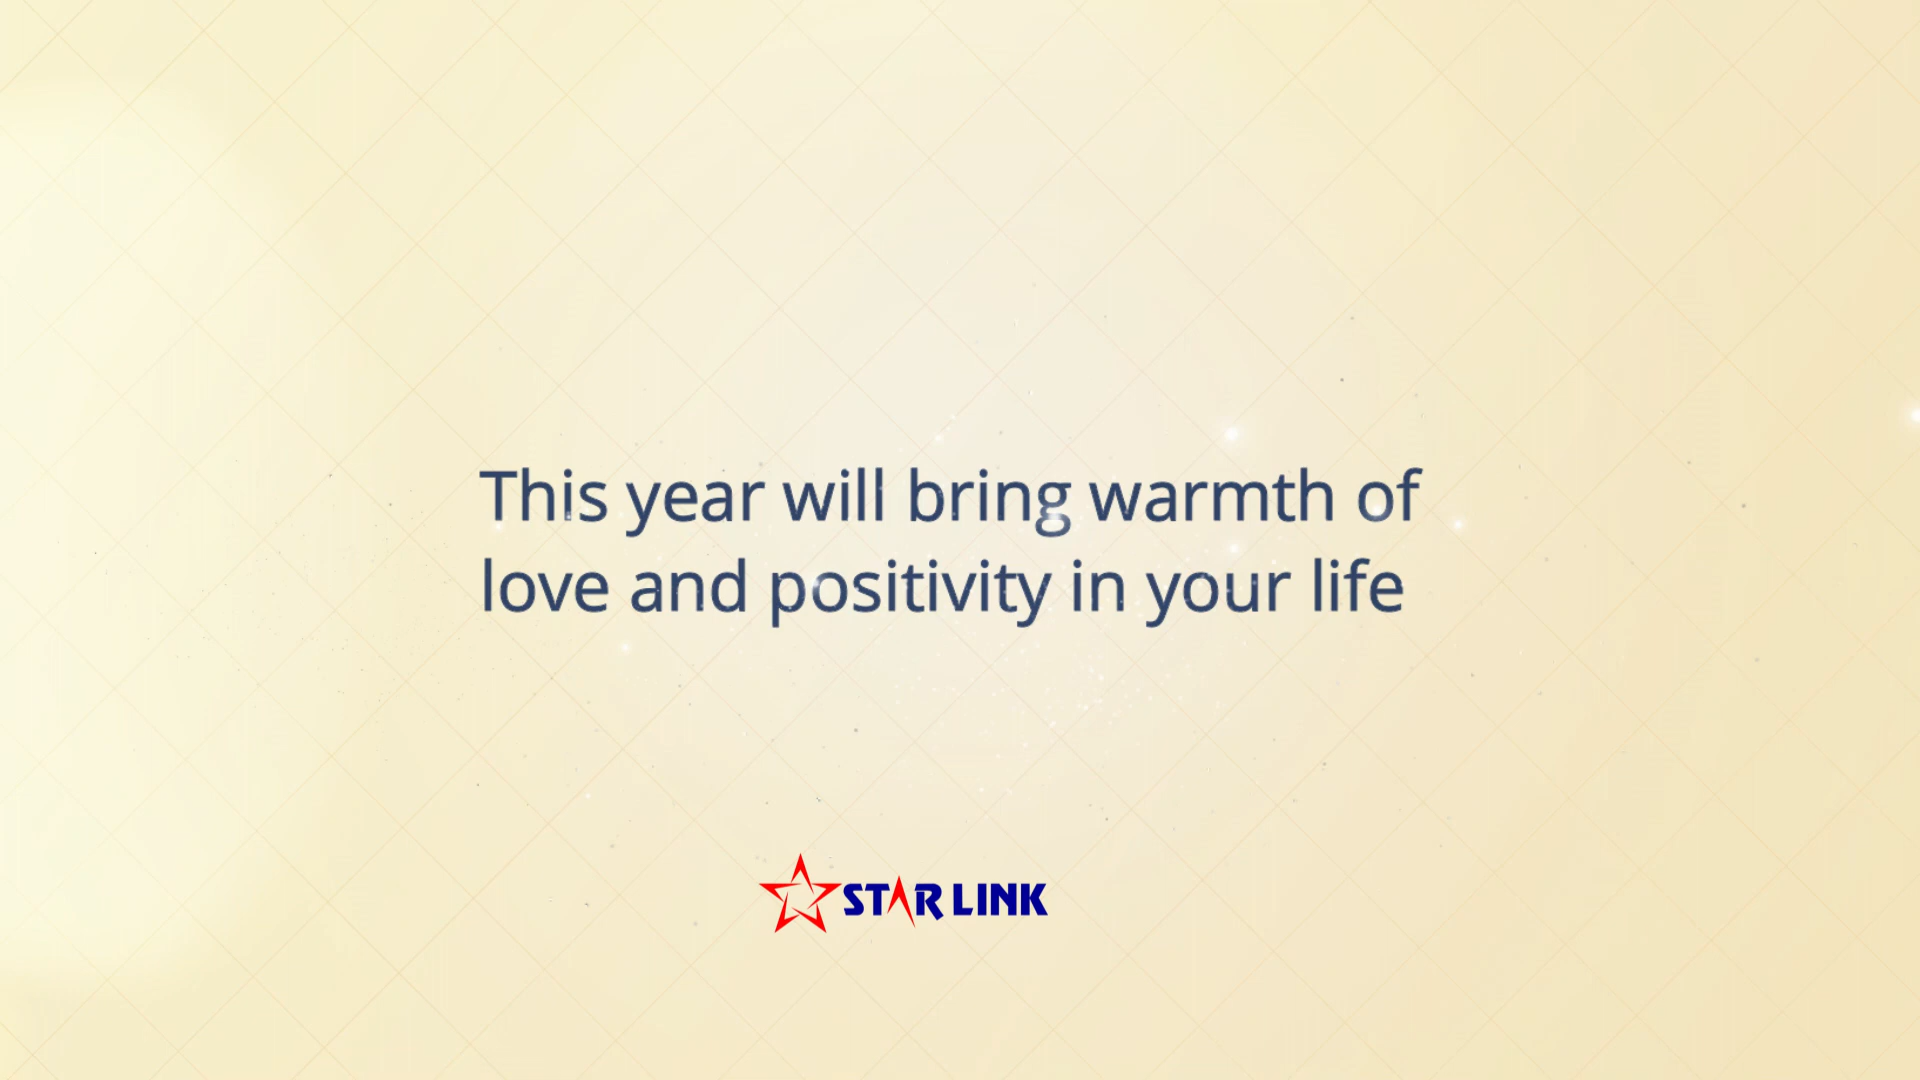 This year will bring warmth of
love and positivity in your life
STAR LINK